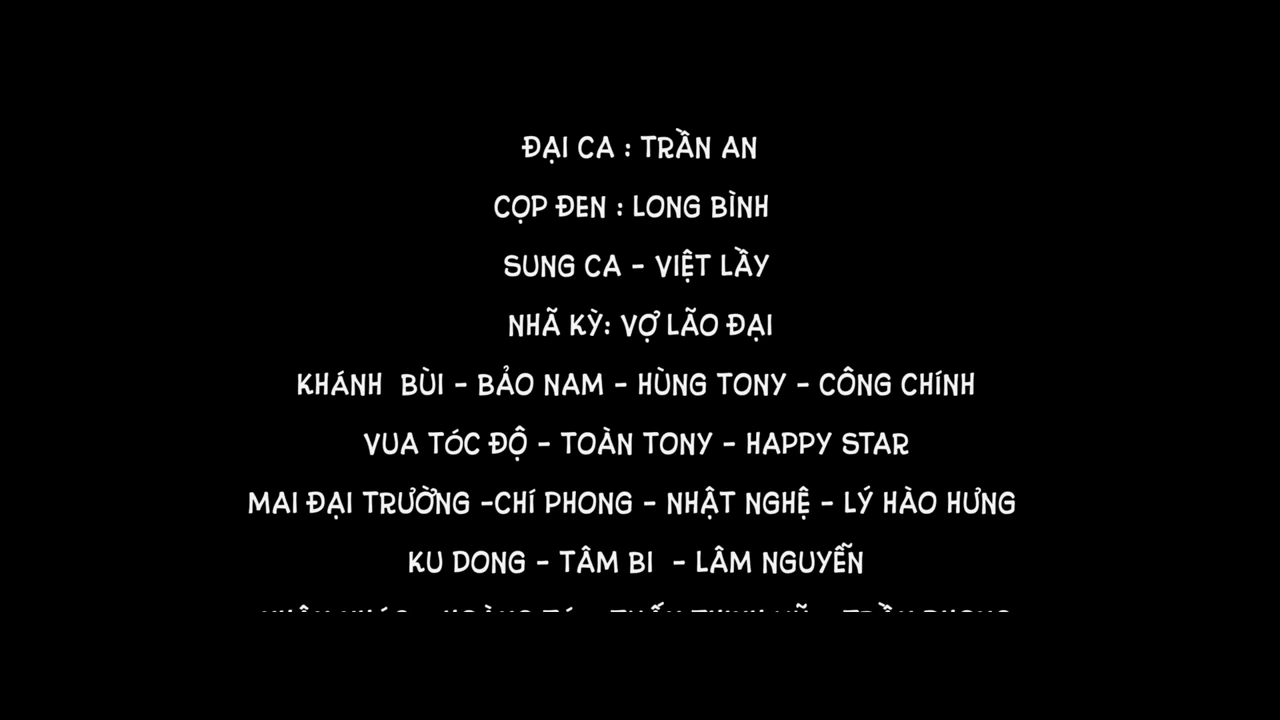 ĐẠI CA : TRẦN AN
CỌP ĐEN : LONG BÌNH
SUNG CA - VIỆT LẦY
NHÃ KỲ: VỢ LÃO ĐẠI
KHÁNH BÙI - BẢO NAM - HÙNG TONY - CÔNG CHÍNH
VUA TÓC ĐỘ - TOÀN TONY - HAPPY STAR
MAI ĐẠI TRƯỜNG -CHÍ PHONG - NHẬT NGHỆ - LÝ HÀO HƯNG
KU DONG - TÂM BI - LÂM NGUYỄN